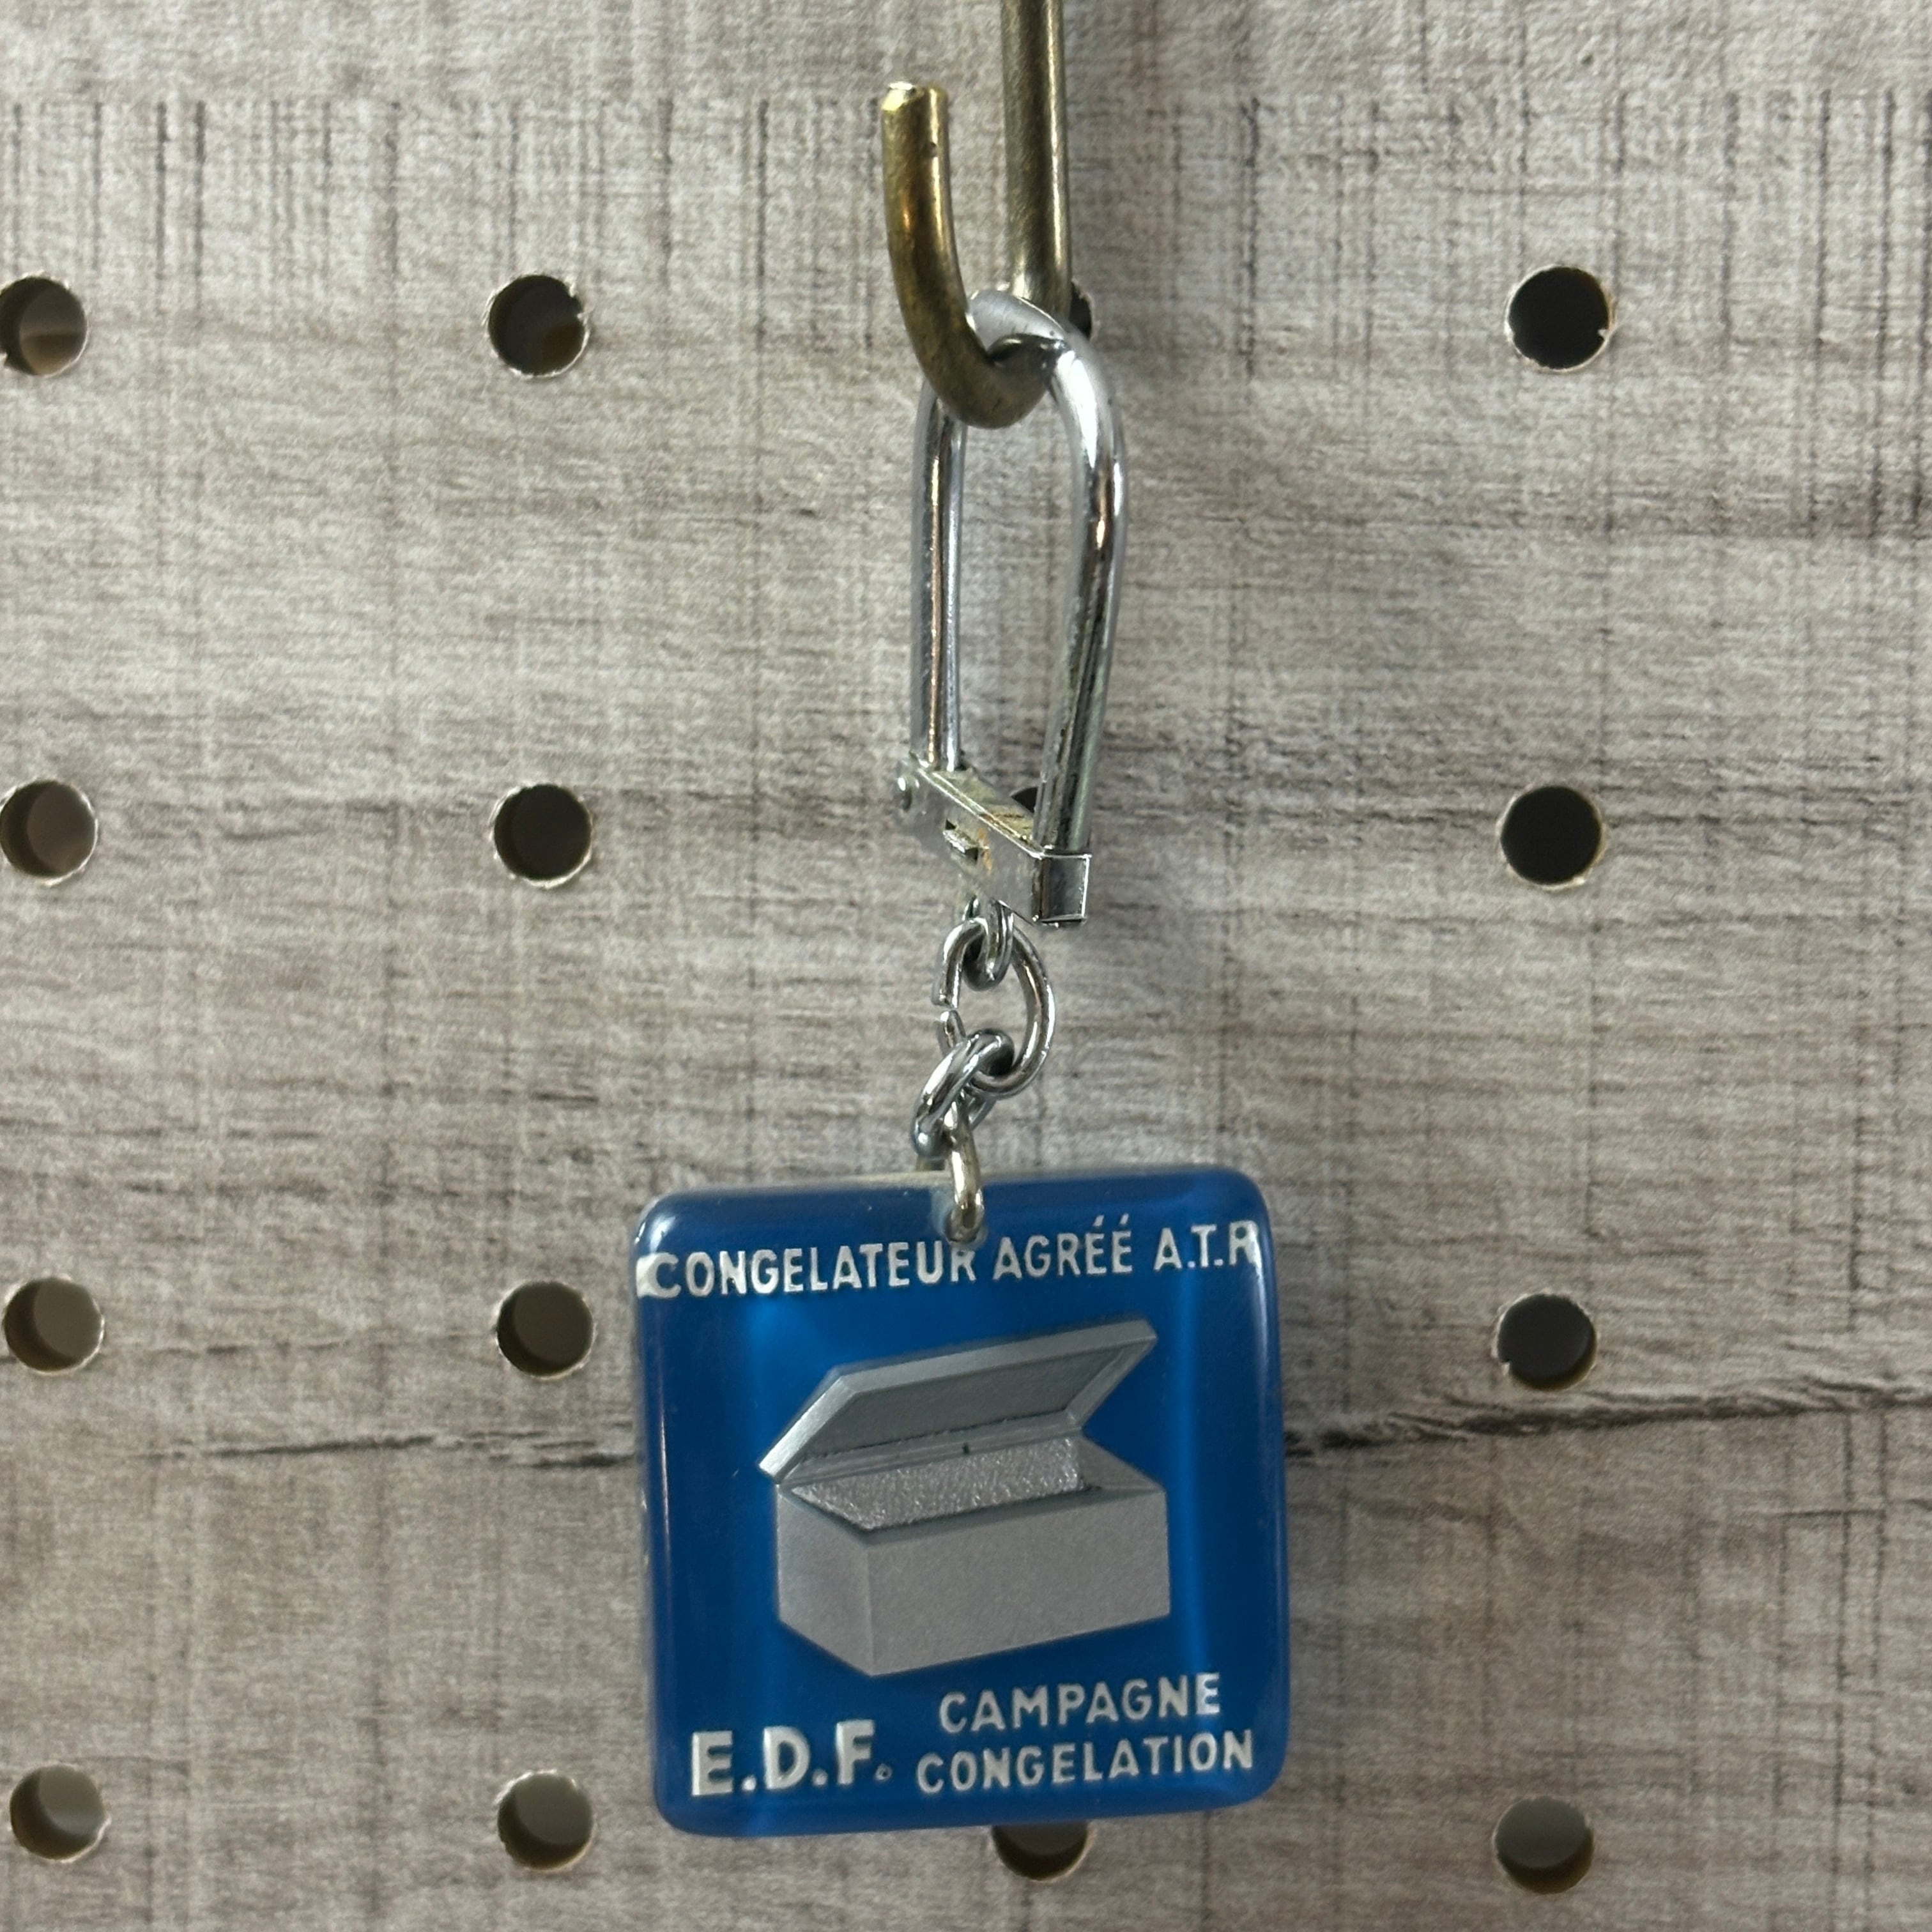 CONGELATEUR AGRÉÉ A.T.R
E.D.F.
CAMPAGNE
CONGELATION